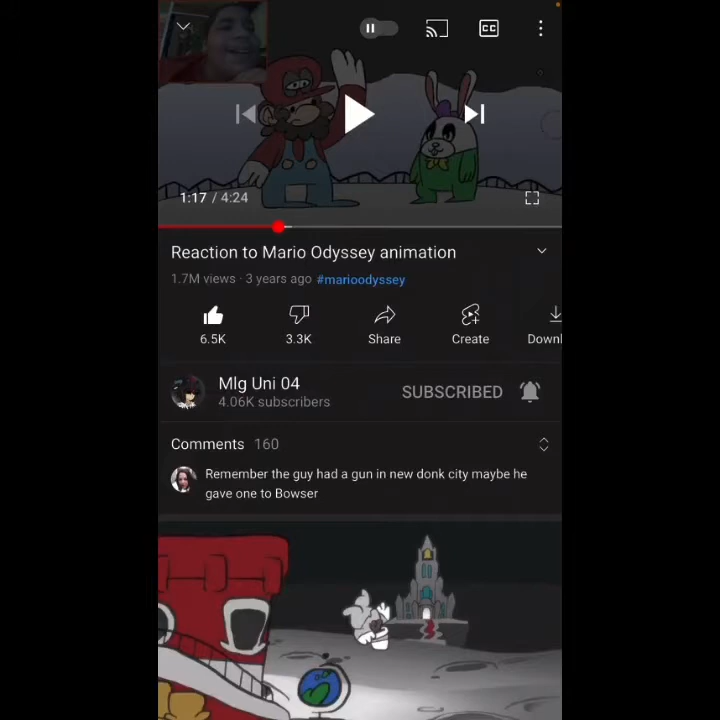 CC
1:17 / 4:24
Reaction to Mario Odyssey animation
1.7M views · 3 years ago #marioodyssey
6.5K 3.3K Share Create Downl
Mlg Uni 04
4.06K subscribers
SUBSCRIBED
Comments 160
Remember the guy had a gun in new donk city maybe he
gave one to Bowser